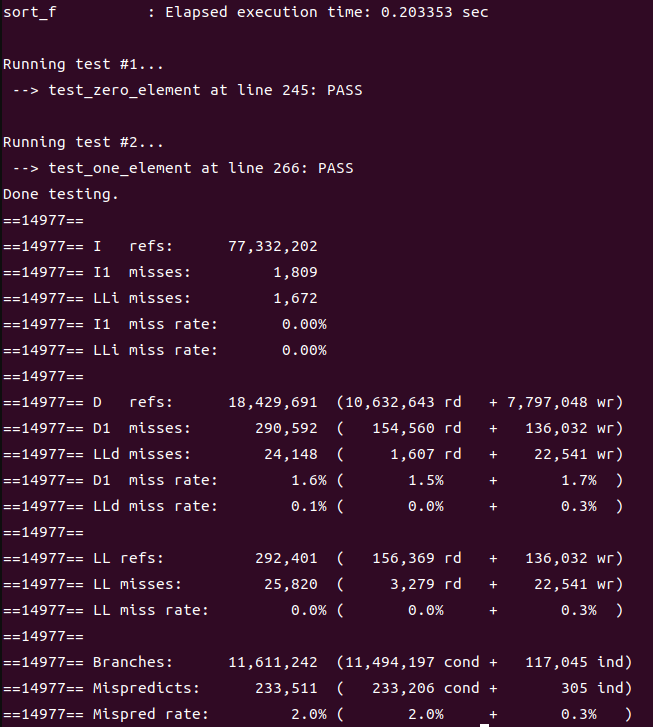 sort_f          : Elapsed execution time: 0.203353 sec

Running test #1...
 --> test_zero_element at line 245: PASS

Running test #2...
 --> test_one_element at line 266: PASS
Done testing.
==14977==
==14977== I   refs:      77,332,202
==14977== I1  misses:         1,809
==14977== LLi misses:         1,672
==14977== I1  miss rate:       0.00%
==14977== LLi miss rate:       0.00%
==14977==
==14977== D   refs:      18,429,691  (10,632,643 rd   + 7,797,048 wr)
==14977== D1  misses:       290,592  (   154,560 rd   +   136,032 wr)
==14977== LLd misses:        24,148  (     1,607 rd   +    22,541 wr)
==14977== D1  miss rate:        1.6% (       1.5%     +       1.7%  )
==14977== LLd miss rate:        0.1% (       0.0%     +       0.3%  )
==14977==
==14977== LL refs:          292,401  (   156,369 rd   +   136,032 wr)
==14977== LL misses:         25,820  (     3,279 rd   +    22,541 wr)
==14977== LL miss rate:         0.0% (       0.0%     +       0.3%  )
==14977==
==14977== Branches:      11,611,242  (11,494,197 cond +   117,045 ind)
==14977== Mispredicts:      233,511  (   233,206 cond +       305 ind)
==14977== Mispred rate:         2.0% (       2.0%     +       0.3%   )